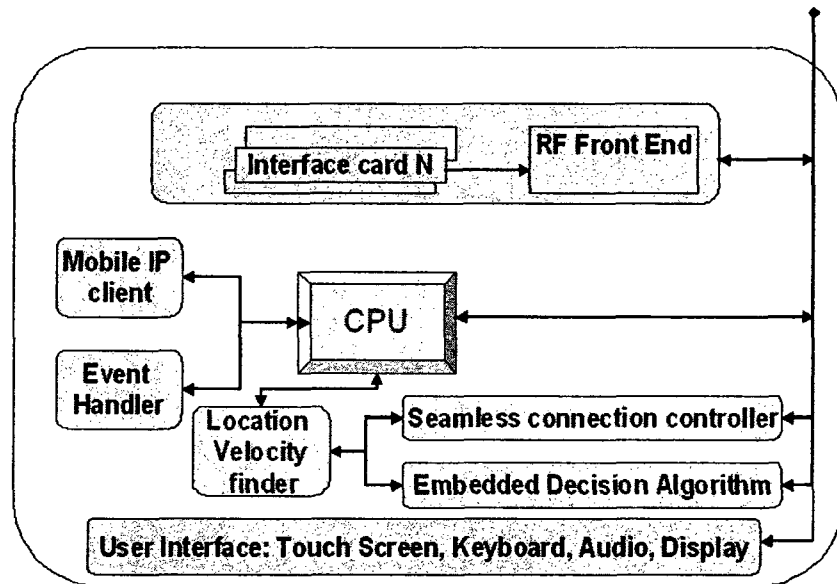 Interface card N
RF Front End
Mobile IP
client
CPU
Event
Handler
Location
Velocity
finder
Seamless connection controller
Embedded Decision Algorithm
User Interface: Touch Screen, Keyboard, Audio, Display